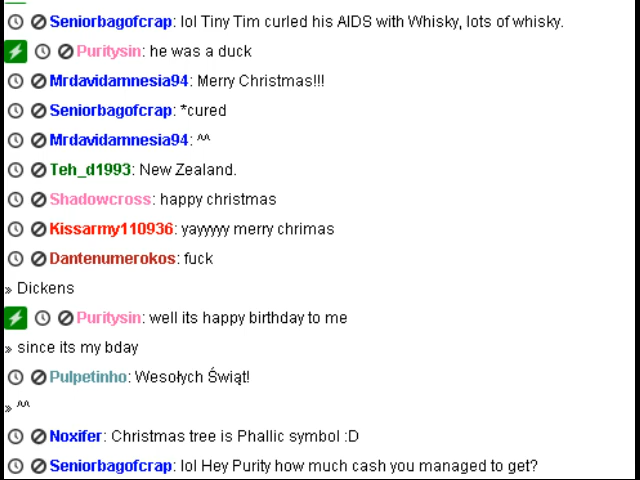 Seniorbagofcrap: lol Tiny Tim curled his AIDS with Whisky, lots of whisky.
Puritysin: he was a duck
Mrdavidamnesia94: Merry Christmas!!!
Seniorbagofcrap: *cured
Mrdavidamnesia94: ^^
Teh_d1993: New Zealand.
Shadowcross: happy christmas
Kissarmy110936: yayyyyy merry chrimas
Dantenumerokos: fuck
» Dickens
Puritysin: well its happy birthday to me
» since its my bday
Pulpetinho: Wesołych Świąt!
» ^^
Noxifer: Christmas tree is Phallic symbol :D
Seniorbagofcrap: lol Hey Purity how much cash you managed to get?